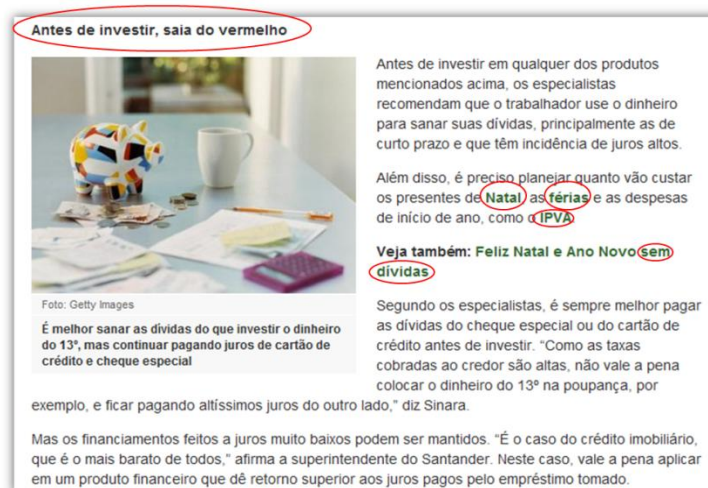 Antes de investir, saia do vermelho
Antes de investir em qualquer dos produtos
mencionados acima, os especialistas
recomendam que o trabalhador use o dinheiro
para sanar suas dívidas, principalmente as de
curto prazo e que têm incidência de juros altos.
Além disso, é preciso planejar quanto vão custar
os presentes de Natal as férias e as despesas
de início de ano, como o IPVA
Veja também: Feliz Natal e Ano Novo sem
dívidas
Foto: Getty Images
É melhor sanar as dívidas do que investir o dinheiro
do 13º, mas continuar pagando juros de cartão de
crédito e cheque especial
Segundo os especialistas, é sempre melhor pagar
as dívidas do cheque especial ou do cartão de
crédito antes de investir. “Como as taxas
cobradas ao credor são altas, não vale a pena
colocar o dinheiro do 13º na poupança, por
exemplo, e ficar pagando altíssimos juros do outro lado,” diz Sinara.
Mas os financiamentos feitos a juros muito baixos podem ser mantidos. “É o caso do crédito imobiliário,
que é o mais barato de todos,” afirma a superintendente do Santander. Neste caso, vale a pena aplicar
em um produto financeiro que dê retorno superior aos juros pagos pelo empréstimo tomado.